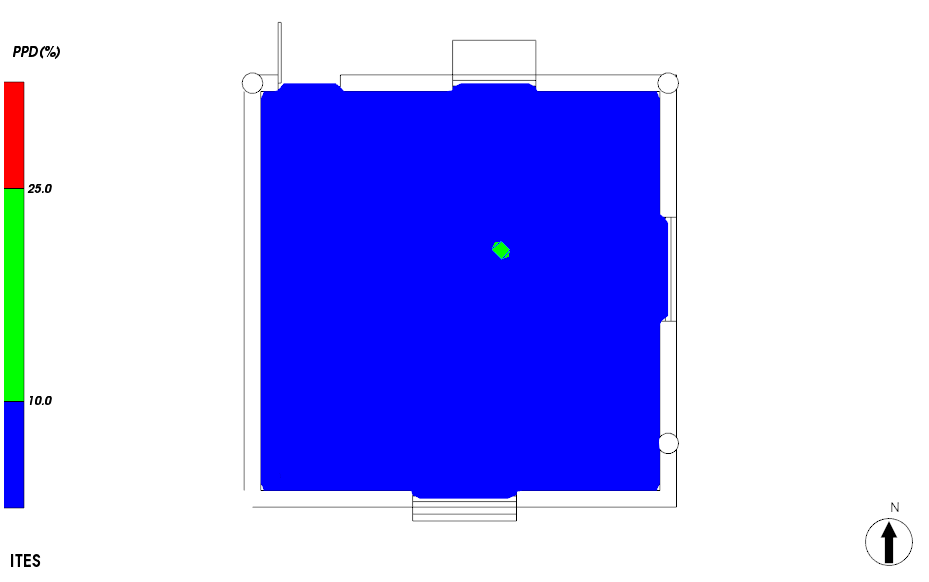 PPD(%)
25.0
10.0
N
ITES